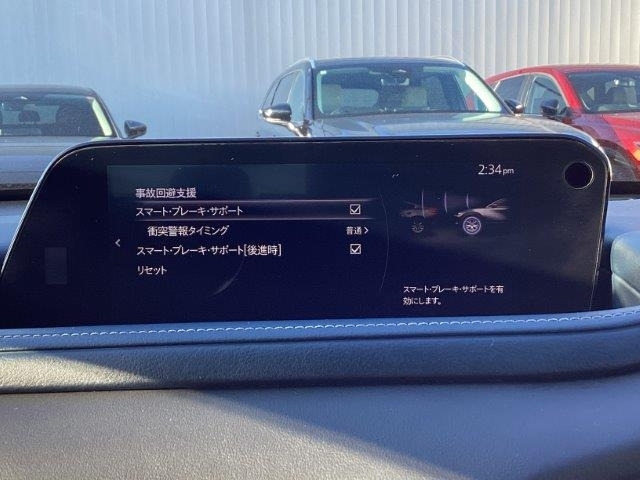 2:34pm
事故回避支援
スマート・ブレーキ・サポート
衝突警報タイミング 普通
スマート・ブレーキ・サポート[後進時]
リセット
スマート・ブレーキ・サポートを有
効にします。